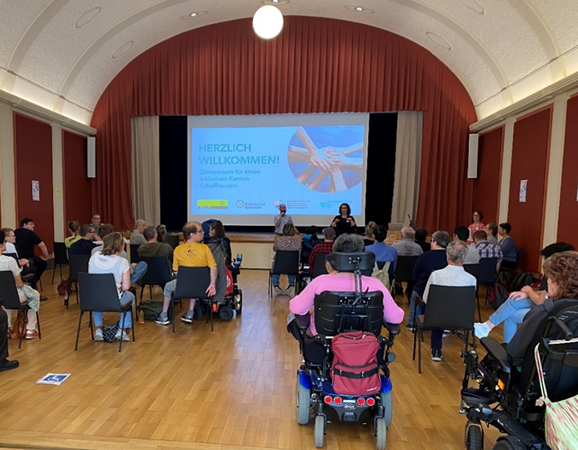 HERZLICH
WILLKOMMEN!
Gemeinsam für einen
inklusiven Kanton
Schaffhausen.